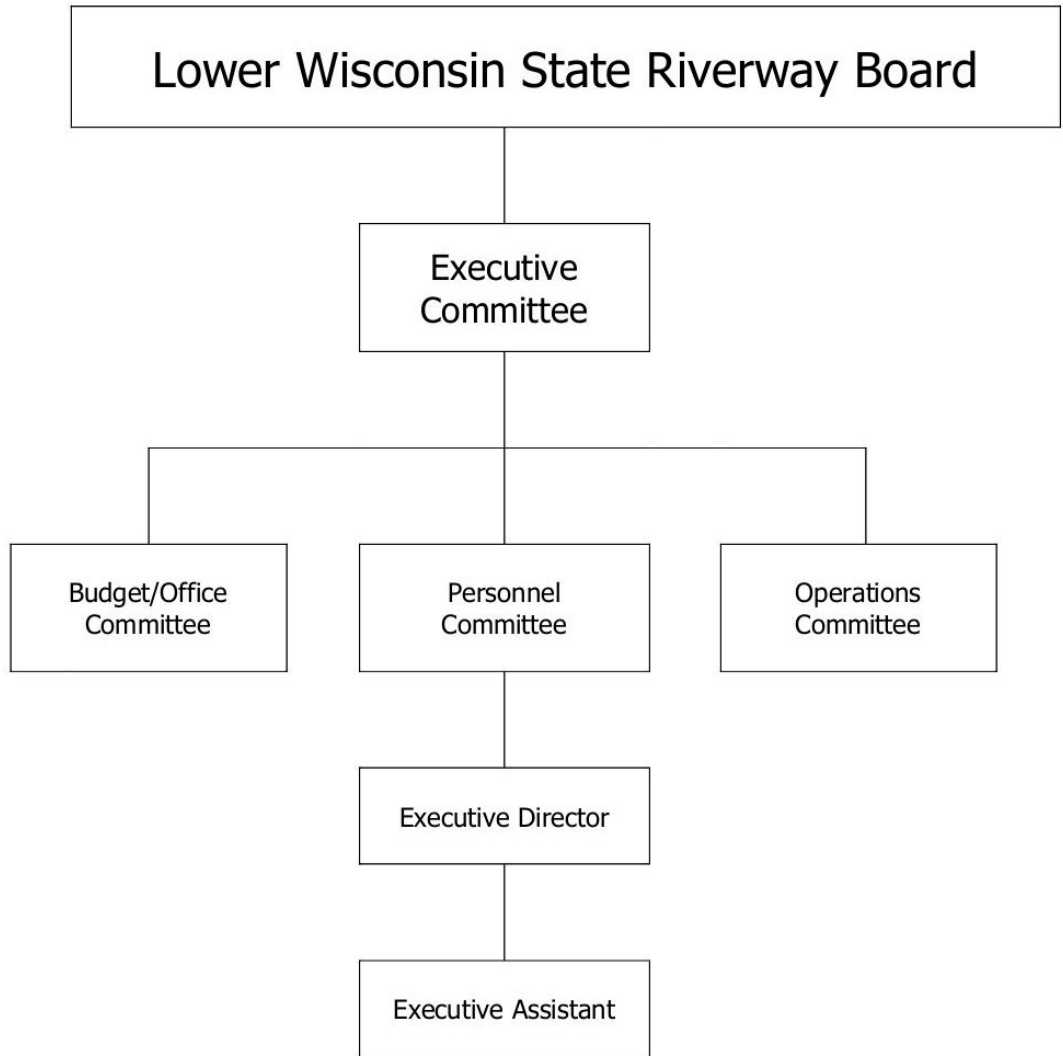 Lower Wisconsin State Riverway Board
Executive
Committee
Budget/Office
Committee
Personnel
Committee
Operations
Committee
Executive Director
Executive Assistant